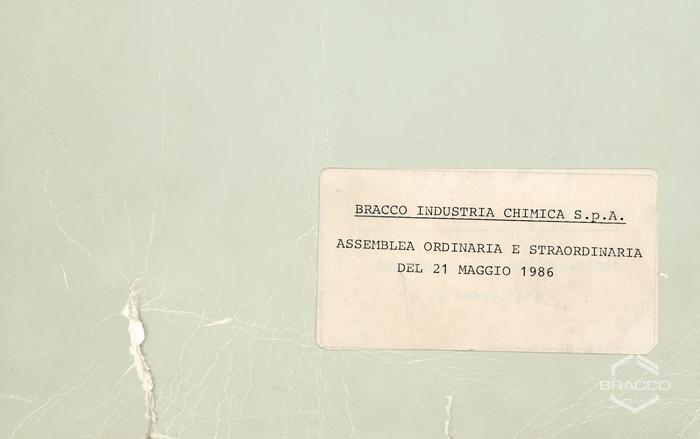 BRACCO INDUSTRIA CHIMICA S.p.A.
ASSEMBLEA ORDINARIA E STRAORDINARIA
DEL 21 MAGGIO 1986
BRACCO